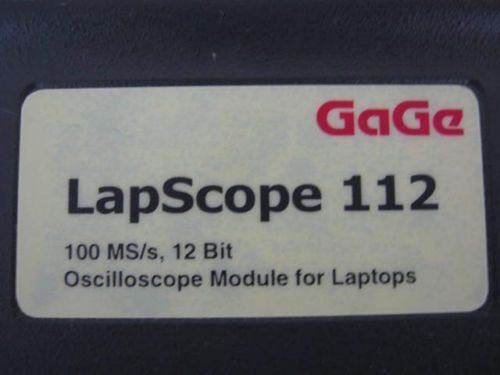 GaGe
LapScope 112
100 MS/s, 12 Bit
Oscilloscope Module for Laptops